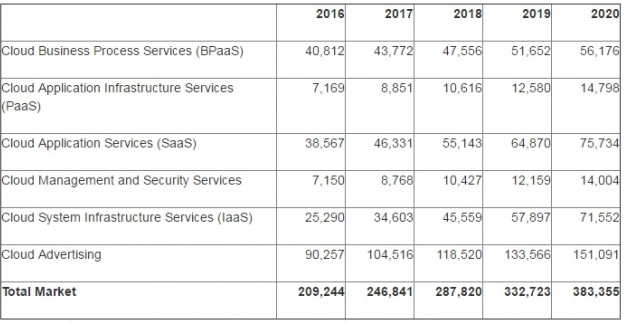 2016 2017 2018 2019 2020
Cloud Business Process Services (BPaaS) 40,812 43,772 47,556 51,652 56,176
Cloud Application Infrastructure Services 7,169 8,851 10,616 12,580 14,798
(PaaS)
Cloud Application Services (SaaS) 38,567 46,331 55,143 64,870 75,734
Cloud Management and Security Services 7,150 8,768 10,427 12,159 14,004
Cloud System Infrastructure Services (IaaS) 25,290 34,603 45,559 57,897 71,552
Cloud Advertising 90,257 104,516 118,520 133,566 151,091
Total Market 209,244 246,841 287,820 332,723 383,355